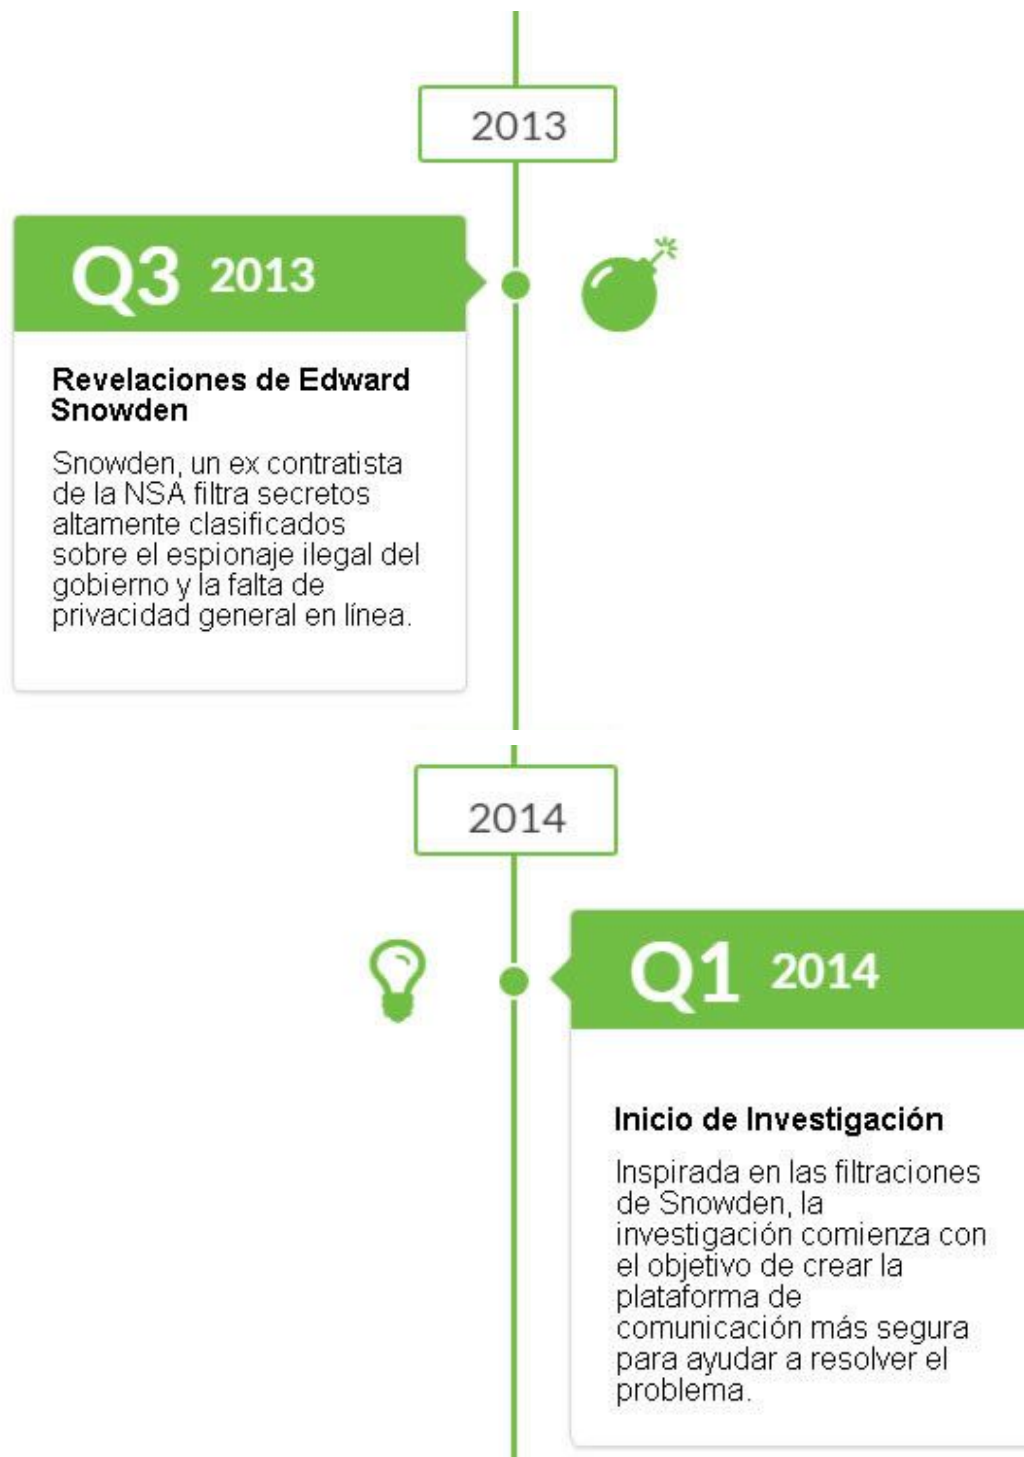 2013
Q3 2013
Revelaciones de Edward
Snowden
Snowden, un ex contratista
de la NSA filtra secretos
altamente clasificados
sobre el espionaje ilegal del
gobierno y la falta de
privacidad general en línea.
2014
Q1 2014
Inicio de Investigación
Inspirada en las filtraciones
de Snowden, la
investigación comienza con
el objetivo de crear la
plataforma de
comunicación más segura
para ayudar a resolver el
problema.